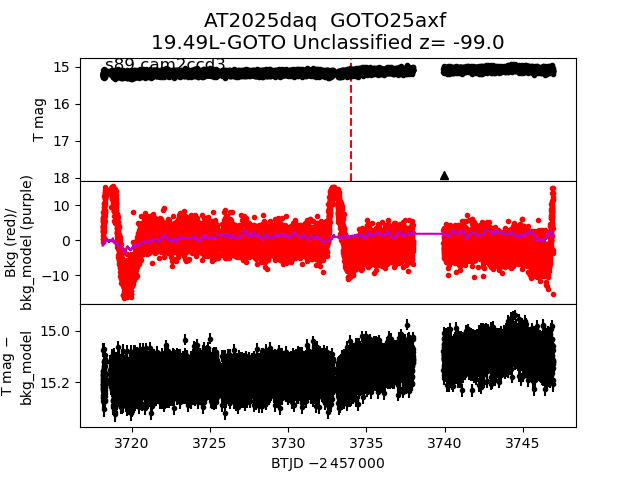 AT2025daq  GOTO25axf
19.49L-GOTO Unclassified z= -99.0
s89 cam2ccd3
15
16
17
18
T mag
10
0
−10
Bkg (red)/
bkg_model (purple)
15.0
15.2
T mag −
bkg_model
3720
3725
3730
3735
3740
3745
BTJD −2 457 000